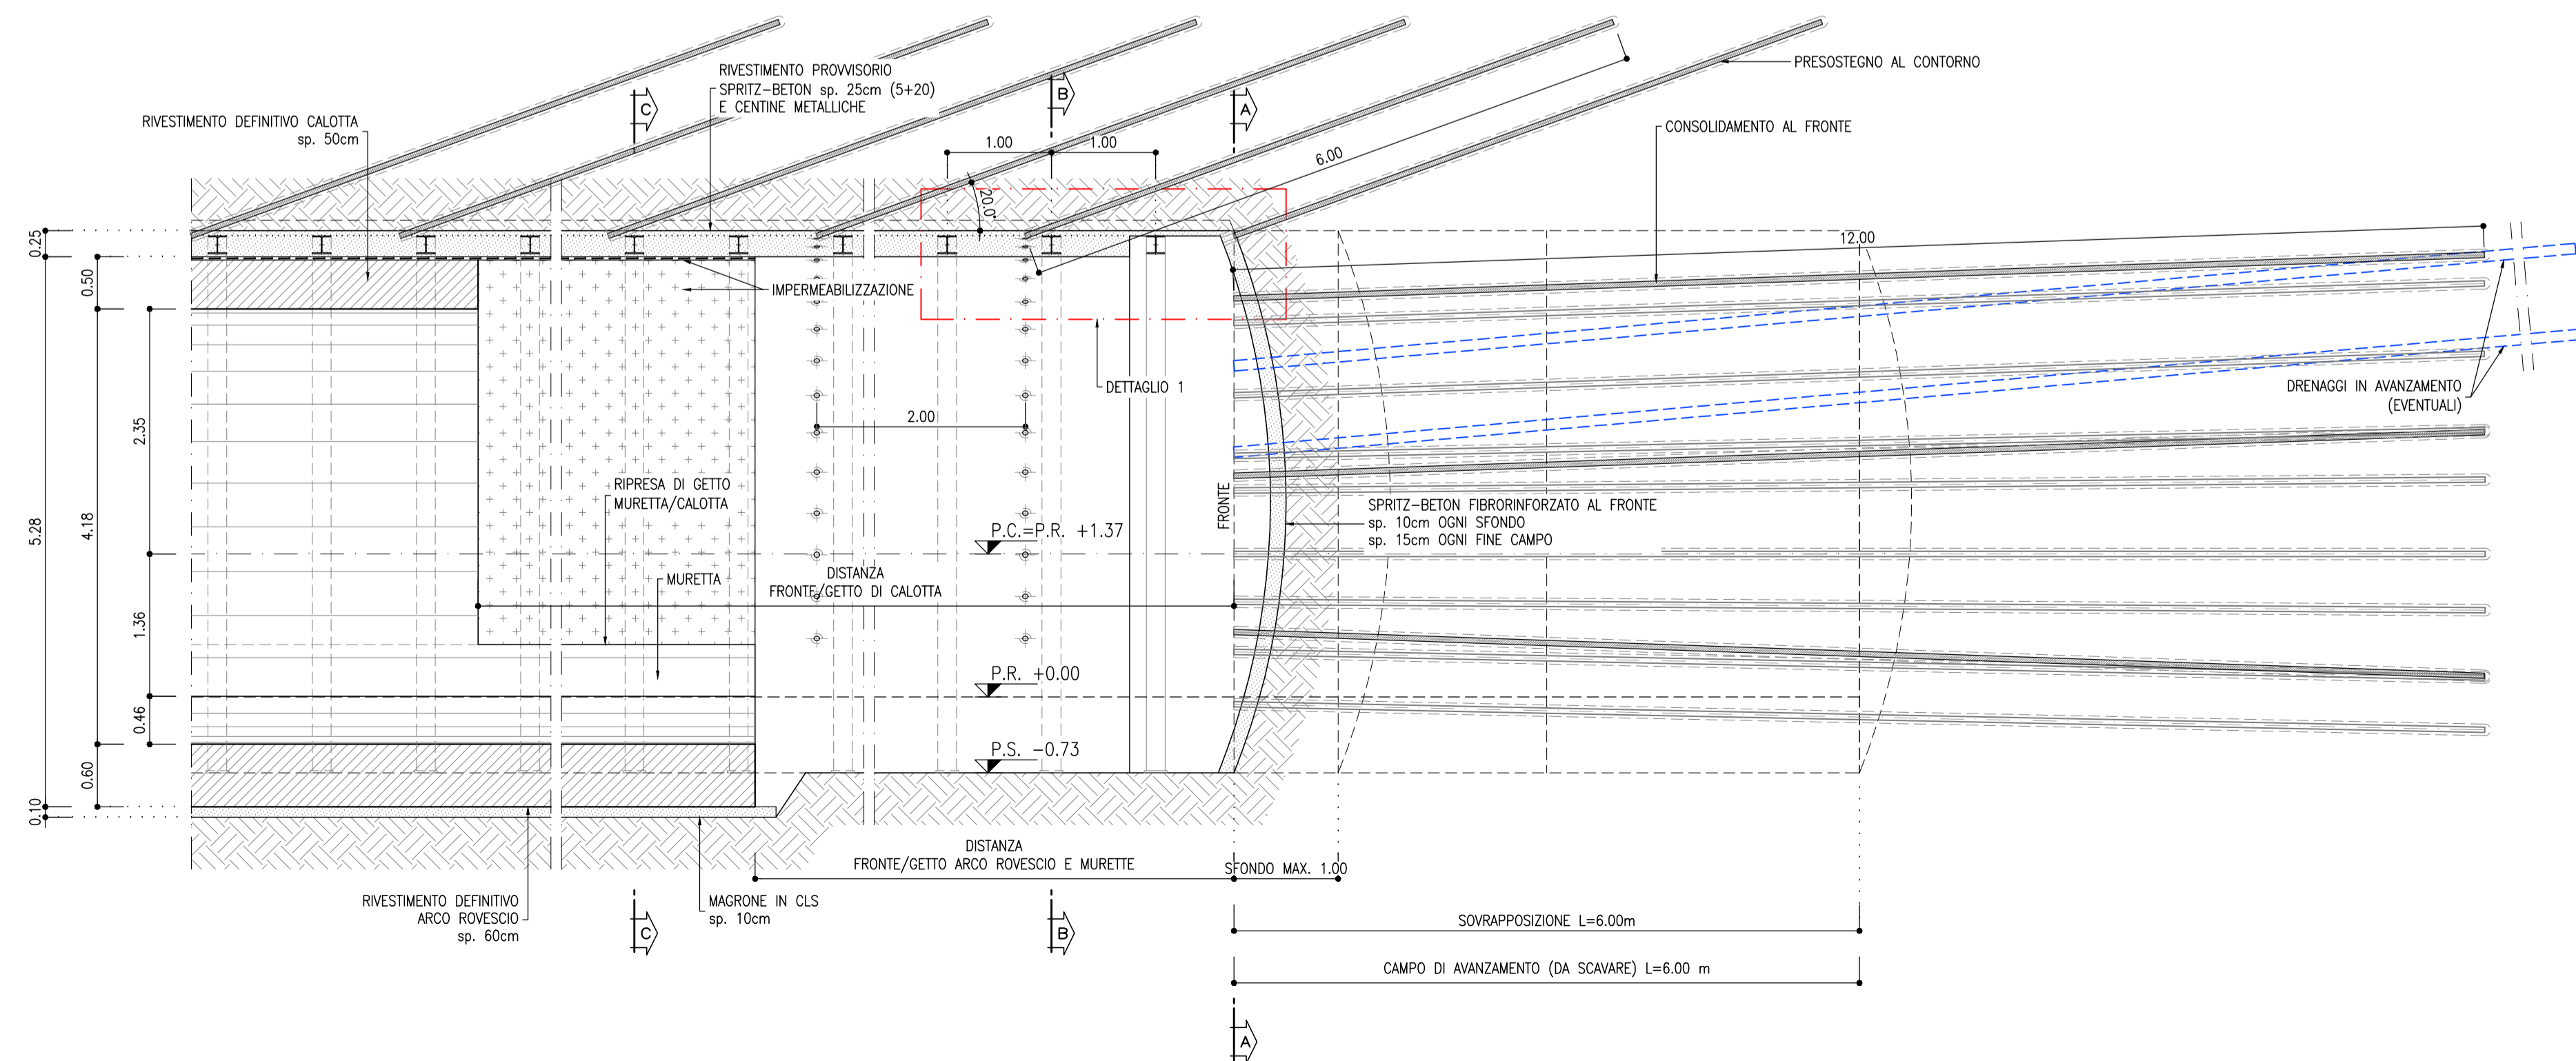 RIVESTIMENTO PROVVISORIO
SPRITZ-BETON sp. 25cm (5+20)
E CENTINE METALLICHE
PRESOSTEGNO AL CONTORNO
RIVESTIMENTO DEFINITIVO CALOTTA
sp. 50cm
C
B
A
1.00
1.00
6.00
CONSOLIDAMENTO AL FRONTE
20.0°
0.25
0.50
12.00
IMPERMEABILIZZAZIONE
DETTAGLIO 1
DRENAGGI IN AVANZAMENTO
(EVENTUALI)
2.00
2.35
RIPRESA DI GETTO
MURETTA/CALOTTA
FRONTE
SPRITZ-BETON FIBRORINFORZATO AL FRONTE
sp. 10cm OGNI SFONDO
sp. 15cm OGNI FINE CAMPO
5.28
4.18
P.C.=P.R. +1.37
MURETTA
DISTANZA
FRONTE/GETTO DI CALOTTA
1.36
P.R. +0.00
0.46
P.S. -0.73
0.60
0.10
DISTANZA
FRONTE/GETTO ARCO ROVESCIO E MURETTE
SFONDO MAX. 1.00
RIVESTIMENTO DEFINITIVO
ARCO ROVESCIO
sp. 60cm
MAGRONE IN CLS
sp. 10cm
C
B
SOVRAPPOSIZIONE L=6.00m
CAMPO DI AVANZAMENTO (DA SCAVARE) L=6.00 m
A